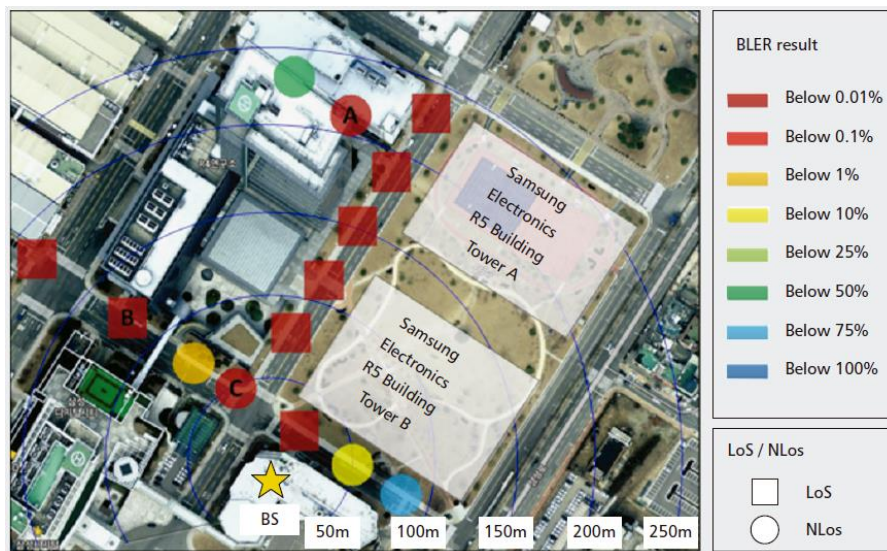 BLER result
Below 0.01%
Below 0.1%
Below 1%
Below 10%
Below 25%
Below 50%
Below 75%
Below 100%
LoS / NLos
LoS
NLos
A
B
C
Samsung
Electronics
R5 Building
Tower A
Samsung
Electronics
R5 Building
Tower B
BS
50m
100m
150m
200m
250m